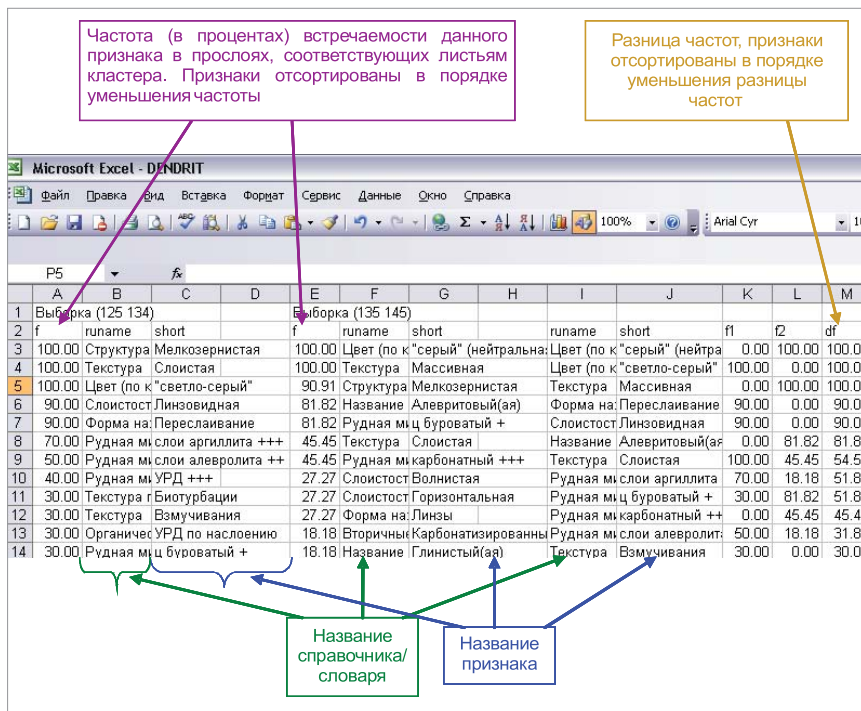 Частота (в процентах) встречаемости данного
признака в прослоях, соответствующих листьям
кластера. Признаки отсортированы в порядке
уменьшения частоты
Разница частот, признаки
отсортированы в порядке
уменьшения разницы
частот
Microsoft Excel - DENDRIT
Файл Правка Вид Вставка Формат Сервис Данные Окно Справка
100% Arial Cyr
P5 fx
A B C D E F G H I J K L M
1 Выборка (125 134) Выборка (135 145)
2 f runame short f runame short runame short f1 f2 df
3 100.00 Структура Мелкозернистая 100.00 Цвет (по к "серый" (нейтральна: Цвет (по к "серый" (нейтра 0.00 100.00 100.0
4 100.00 Текстура Слоистая 100.00 Текстура Массивная Цвет (по к "светло-серый" 100.00 0.00 100.0
5 100.00 Цвет (по к "светло-серый" 90.91 Структура Мелкозернистая Текстура Массивная 0.00 100.00 100.0
6 90.00 Слоистост Линзовидная 81.82 Название Алевритовый(ая) Форма на: Переслаивание 90.00 0.00 90.0
7 90.00 Форма на: Переслаивание 81.82 Рудная ми ц буроватый + Слоистост Линзовидная 90.00 0.00 90.0
8 70.00 Рудная ми слои аргиллита +++ 45.45 Текстура Слоистая Название Алевритовый(ая 0.00 81.82 81.8
9 50.00 Рудная ми слои алевролита ++ 45.45 Рудная ми карбонатный +++ Текстура Слоистая 100.00 45.45 54.5
10 40.00 Рудная ми УРД +++ 27.27 Слоистост Волнистая Рудная ми слои аргиллита 70.00 18.18 51.8
11 30.00 Текстура г Биотурбации 27.27 Слоистост Горизонтальная Рудная ми ц буроватый + 30.00 81.82 51.8
12 30.00 Текстура Взмучивания 27.27 Форма на: Линзы Рудная ми карбонатный ++ 0.00 45.45 45.4
13 30.00 Органичес УРД по наслоению 18.18 Вторичные Карбонатизированны Рудная ми слои алевролит 50.00 18.18 31.8
14 30.00 Рудная ми ц буроватый + 18.18 Название Глинистый(ая) Текстура Взмучивания 30.00 0.00 30.0
Название
справочника/
словаря
Название
признака